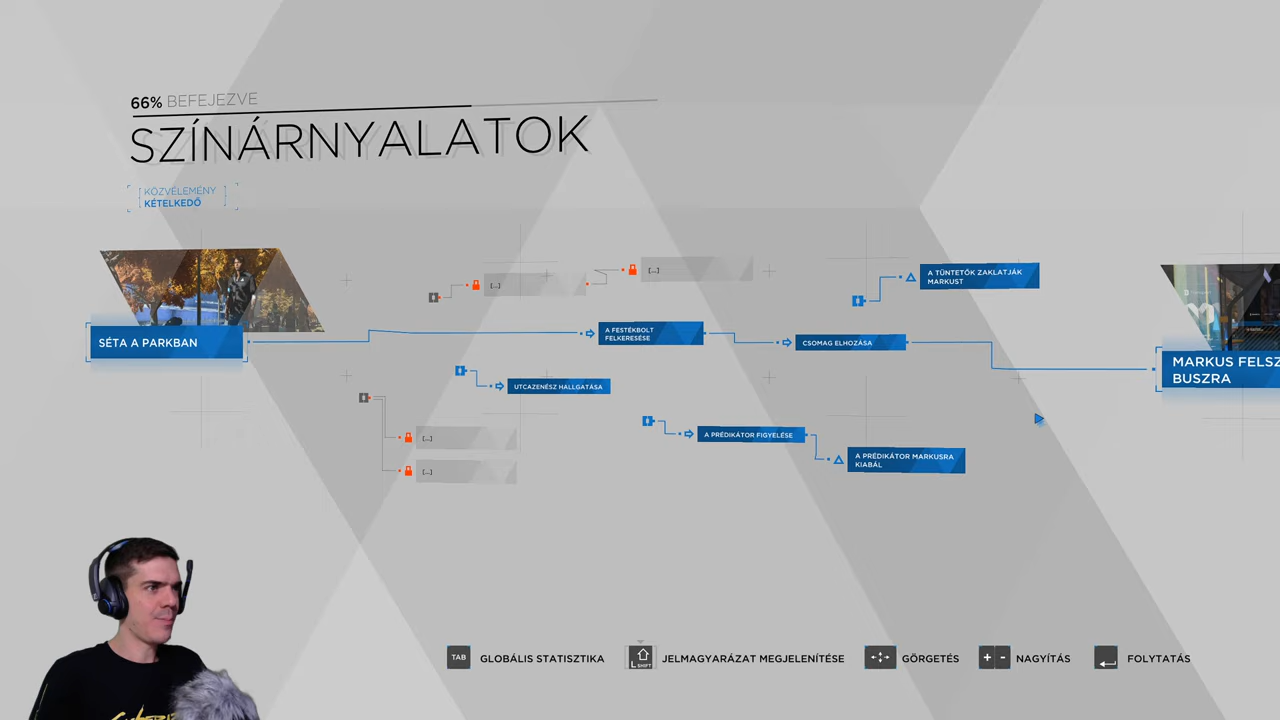 66% BEFEJEZVE
SZÍNÁRNYALATOK
KÖZVÉLEMÉNY
KÉTELKEDŐ
SÉTA A PARKBAN
[...]
[...]
A FESTÉKBOLT
FELKERESÉSE
CSOMAG ELHOZÁSA
A TÜNTETŐK ZAKLATJÁK
MARKUST
UTCAZENÉSZ HALLGATÁSA
[...]
[...]
A PRÉDIKÁTOR FIGYELÉSE
A PRÉDIKÁTOR MARKUSRA
KIABÁL
MARKUS FELSZ
BUSZRA
TAB GLOBÁLIS STATISZTIKA
L SHIFT JELMAGYARÁZAT MEGJELENÍTÉSE
GÖRGETÉS
+ - NAGYÍTÁS
FOLYTATÁS